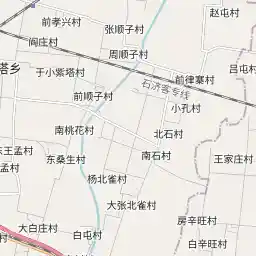 赵屯村
前孝兴村
张顺子村
阎庄村
周顺子村
塔乡
于小紫塔村
吕屯村
前律寨村
石济客专线
前顺子村
小孔村
南桃花村
北石村
东王孟村
南石村
王家庄村
东桑生村
孟村
杨北雀村
大张北雀村
房辛旺村
大白庄村
白屯村
白辛旺村
村